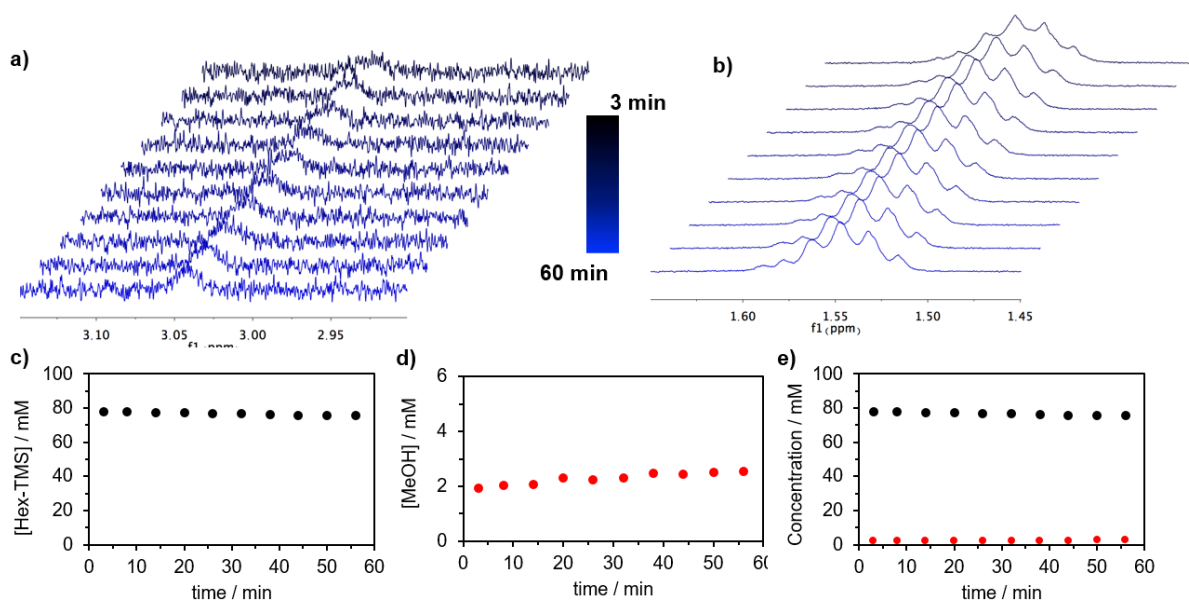 a)
b)
3 min
60 min
3.10 3.05 3.00 2.95
1.60 1.55 1.50 1.45
f1 (ppm)
c)
d)
e)
100
80
60
40
20
0
[Hex-TMS] / mM
0 10 20 30 40 50 60
time / min
6
4
2
0
[MeOH] / mM
0 10 20 30 40 50 60
time / min
100
80
60
40
20
0
Concentration / mM
0 10 20 30 40 50 60
time / min